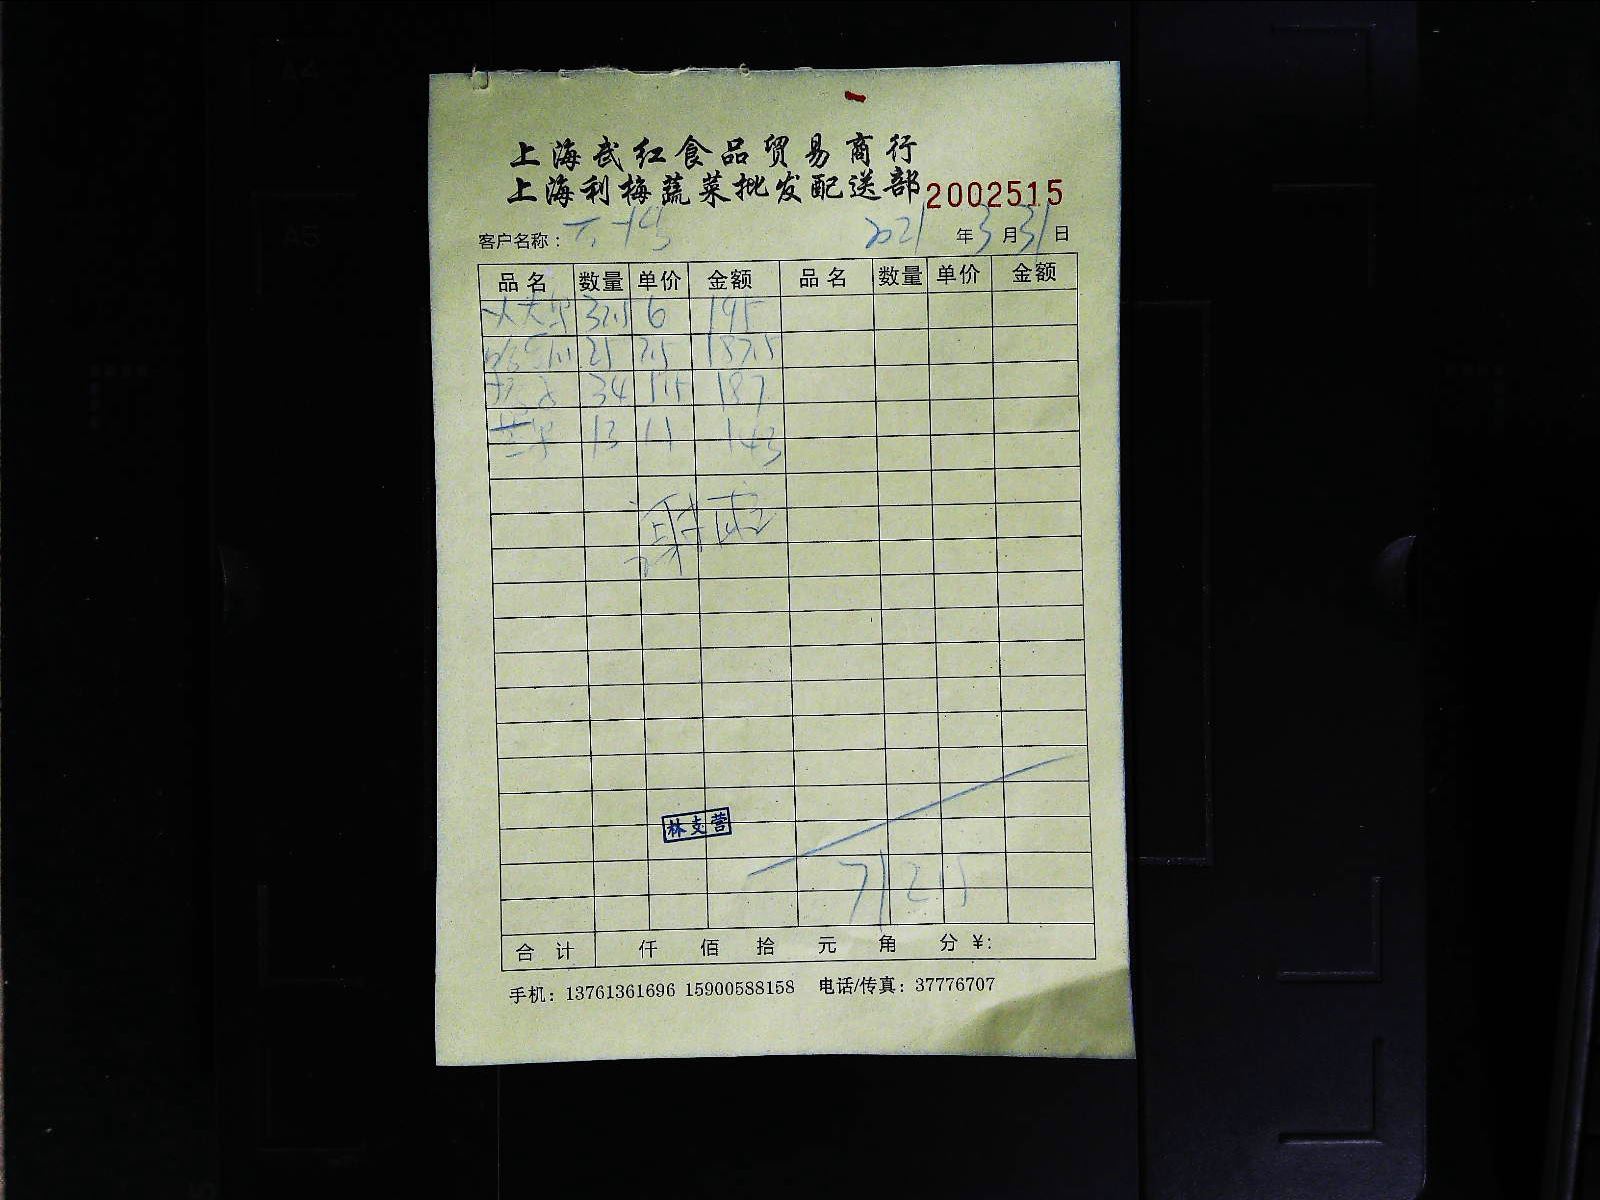 上海武红食品贸易商行
上海利梅蔬菜批发配送部 2002515
客户名称： 2021 年 3 月 31 日
品名 数量 单价 金额 品名 数量 单价 金额
32.5 6 195
25 7.5 187.5
34 5.5 187
13 11 143
谢
林支营
712.5
合计 仟 佰 拾 元 角 分 ¥:
手机：13761361696 15900588158 电话/传真：37776707
A4
A5